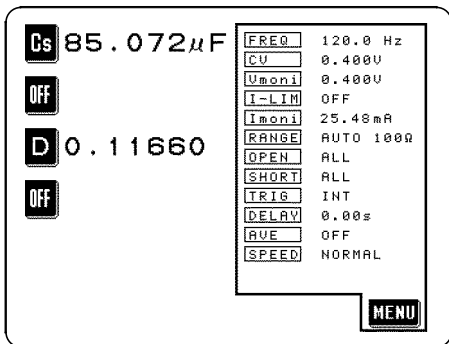 Cs 85.072μF
OFF
D 0.11660
OFF
FREQ 120.0 Hz
CV 0.400V
Vmoni 0.400V
I-LIM OFF
Imoni 25.48mA
RANGE AUTO 100Ω
OPEN ALL
SHORT ALL
TRIG INT
DELAY 0.00s
AVE OFF
SPEED NORMAL
MENU